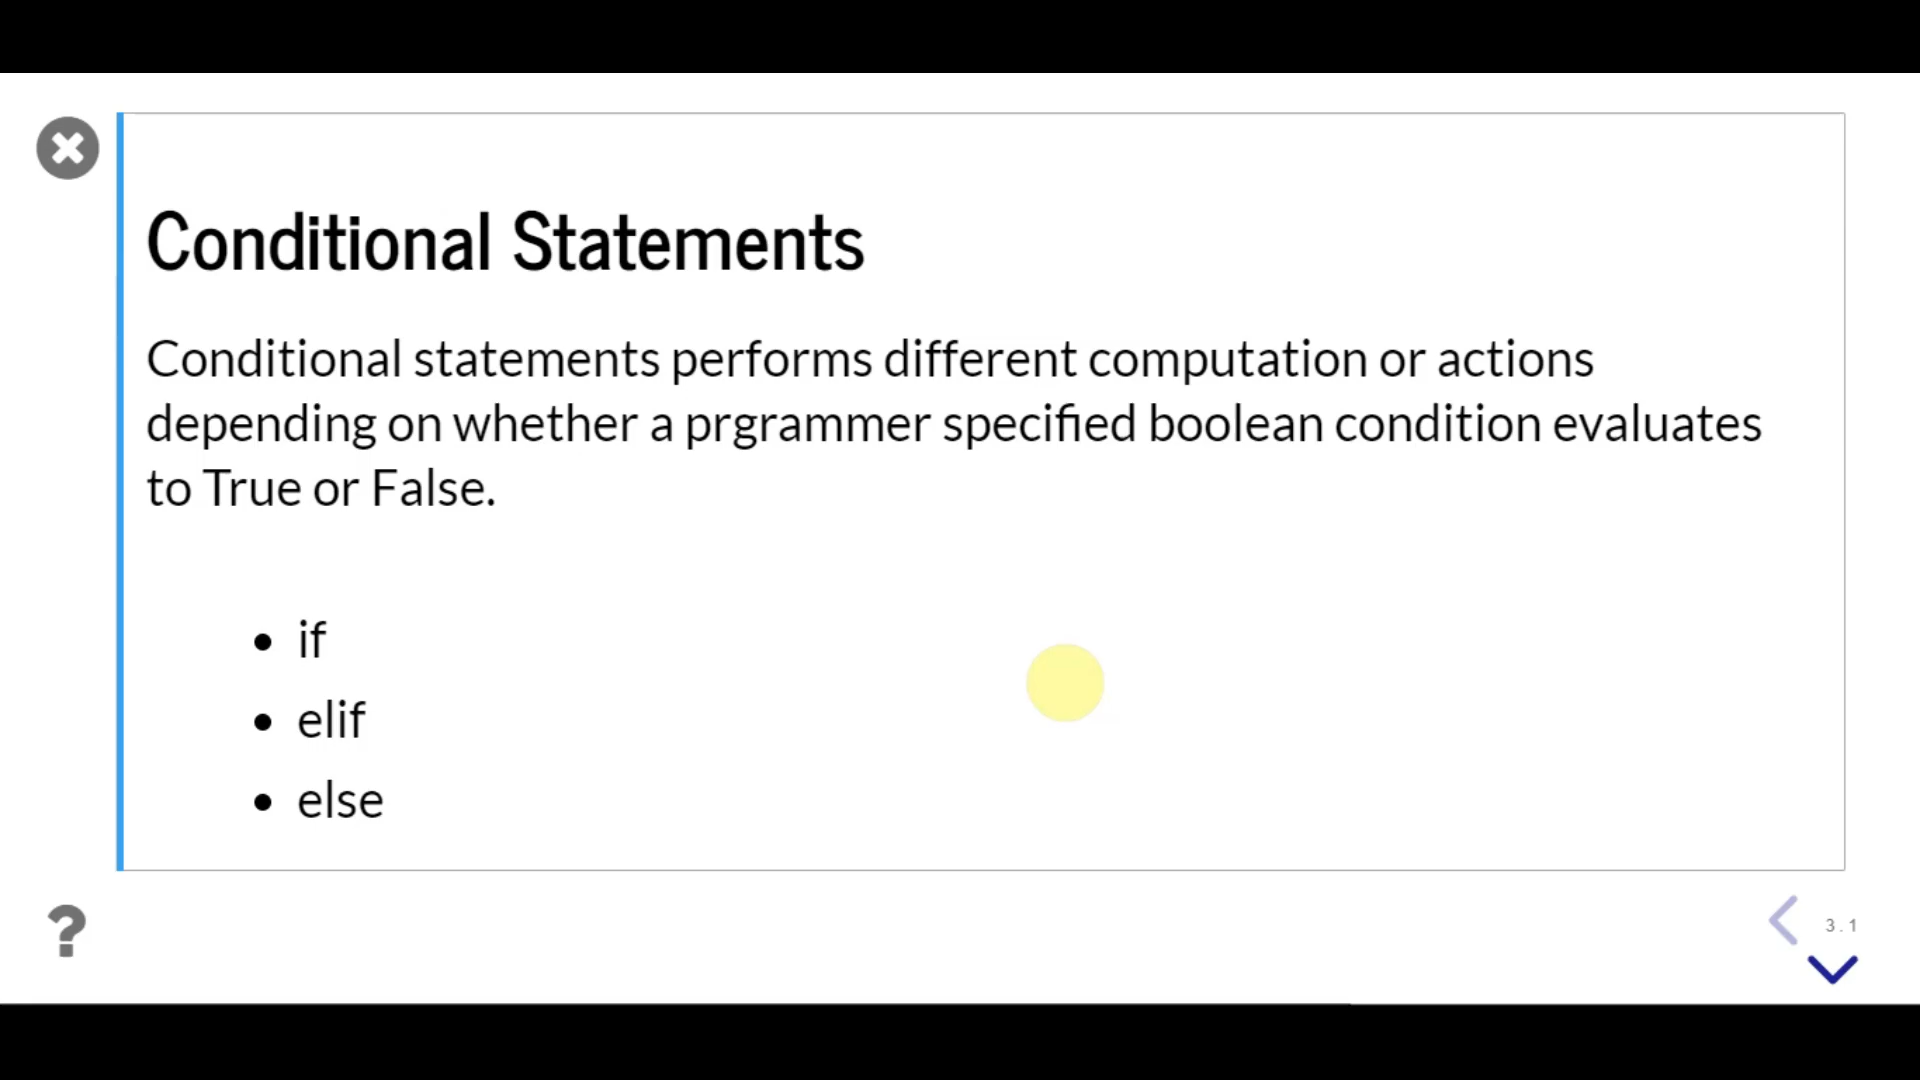 Conditional Statements
Conditional statements performs different computation or actions
depending on whether a prgrammer specified boolean condition evaluates
to True or False.
• if
• elif
• else
?
3.1